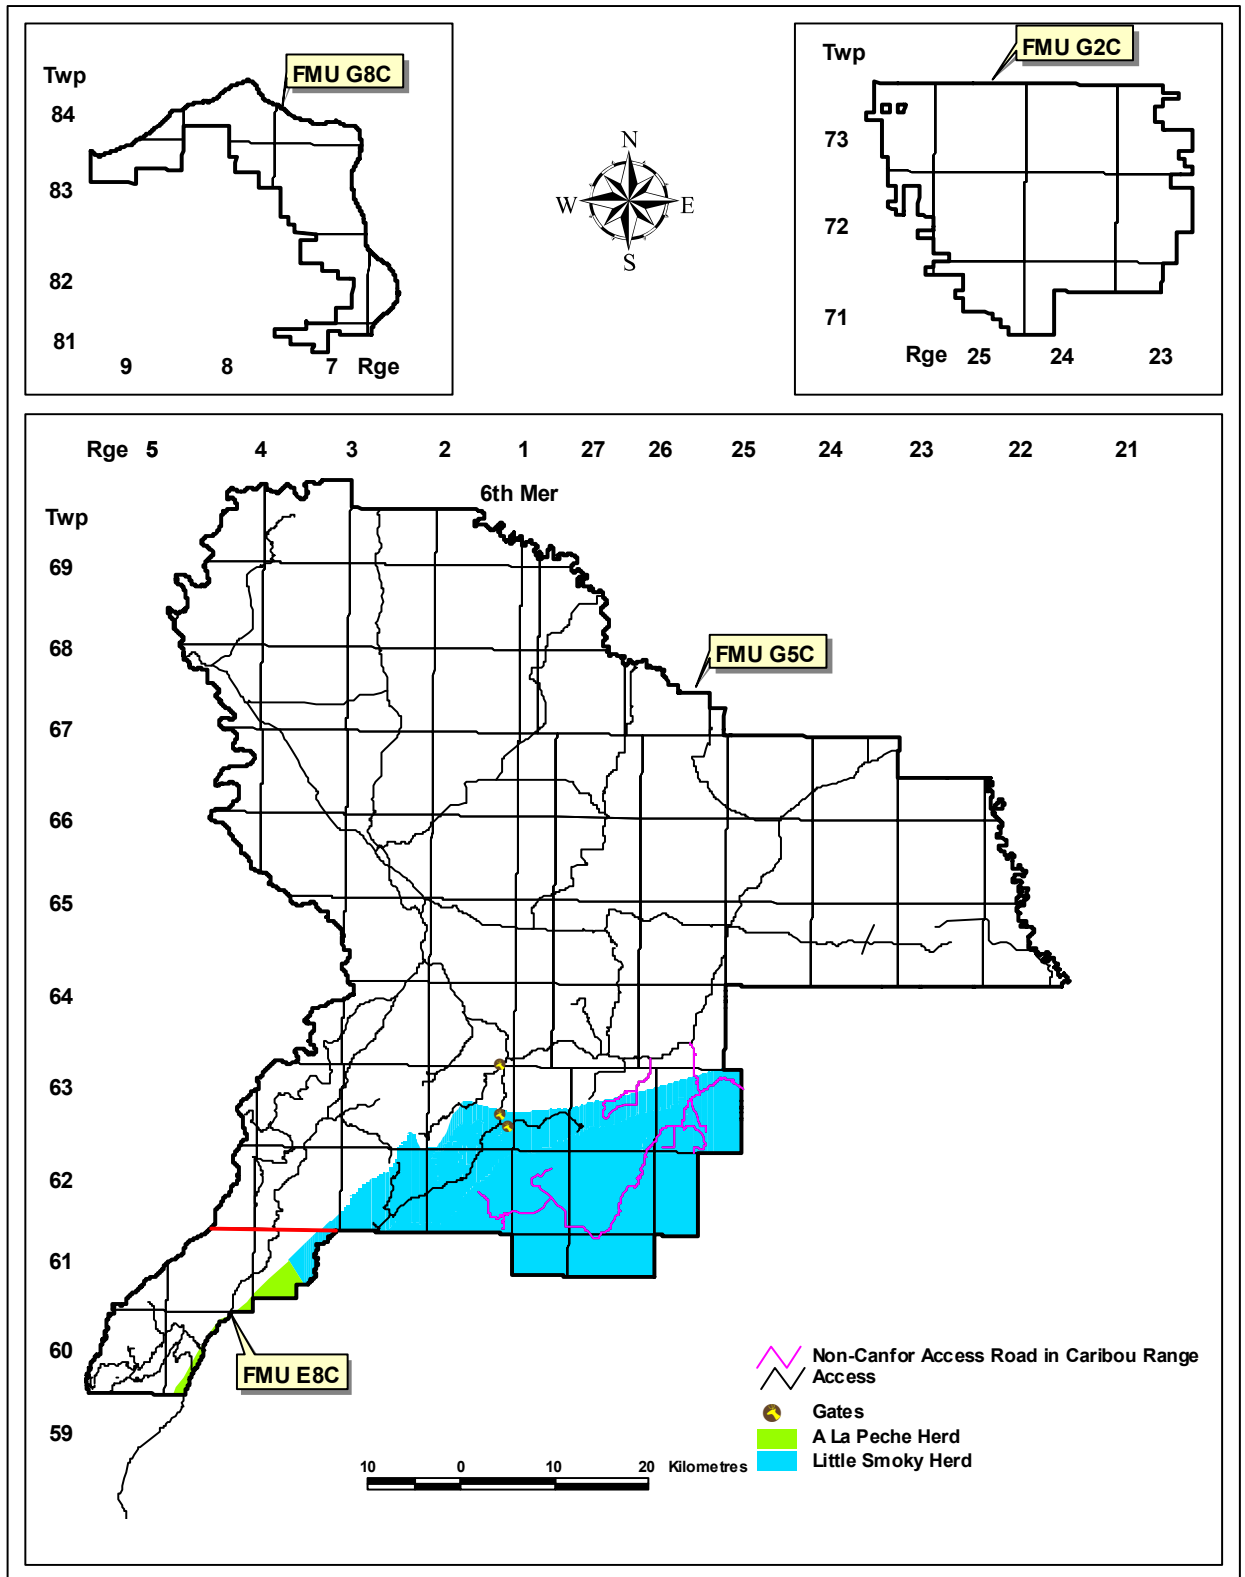 FMU G8C
Twp
84
83
82
81
9 8 7 Rge
N
W E
S
FMU G2C
Twp
73
72
71
Rge 25 24 23
Rge 5 4 3 2 1 27 26 25 24 23 22 21
6th Mer
Twp
69
68
67
66
65
64
63
62
61
60
59
FMU G5C
FMU E8C
Non-Canfor Access Road in Caribou Range
Access
Gates
A La Peche Herd
Little Smoky Herd
10 0 10 20 Kilometres